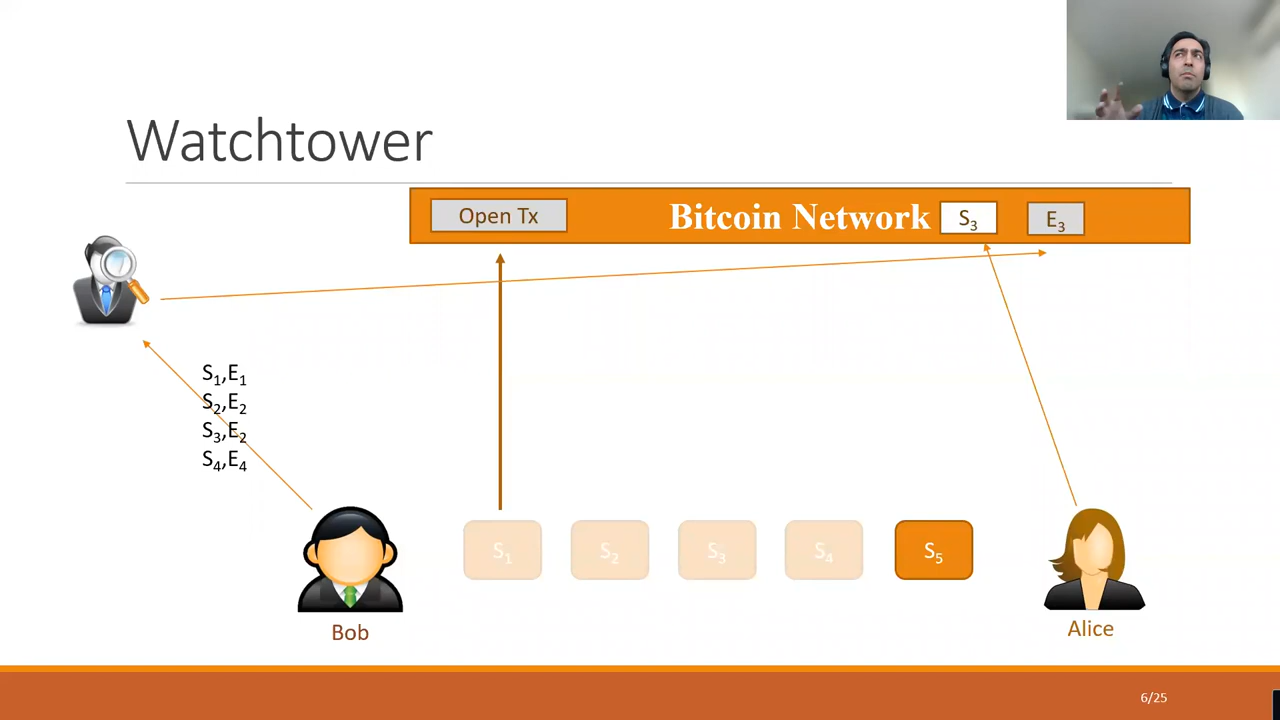 Watchtower
Open Tx
Bitcoin Network
S₃
E₃
S₁,E₁
S₂,E₂
S₃,E₂
S₄,E₄
S₁
S₂
S₃
S₄
S₅
Bob
Alice
6/25